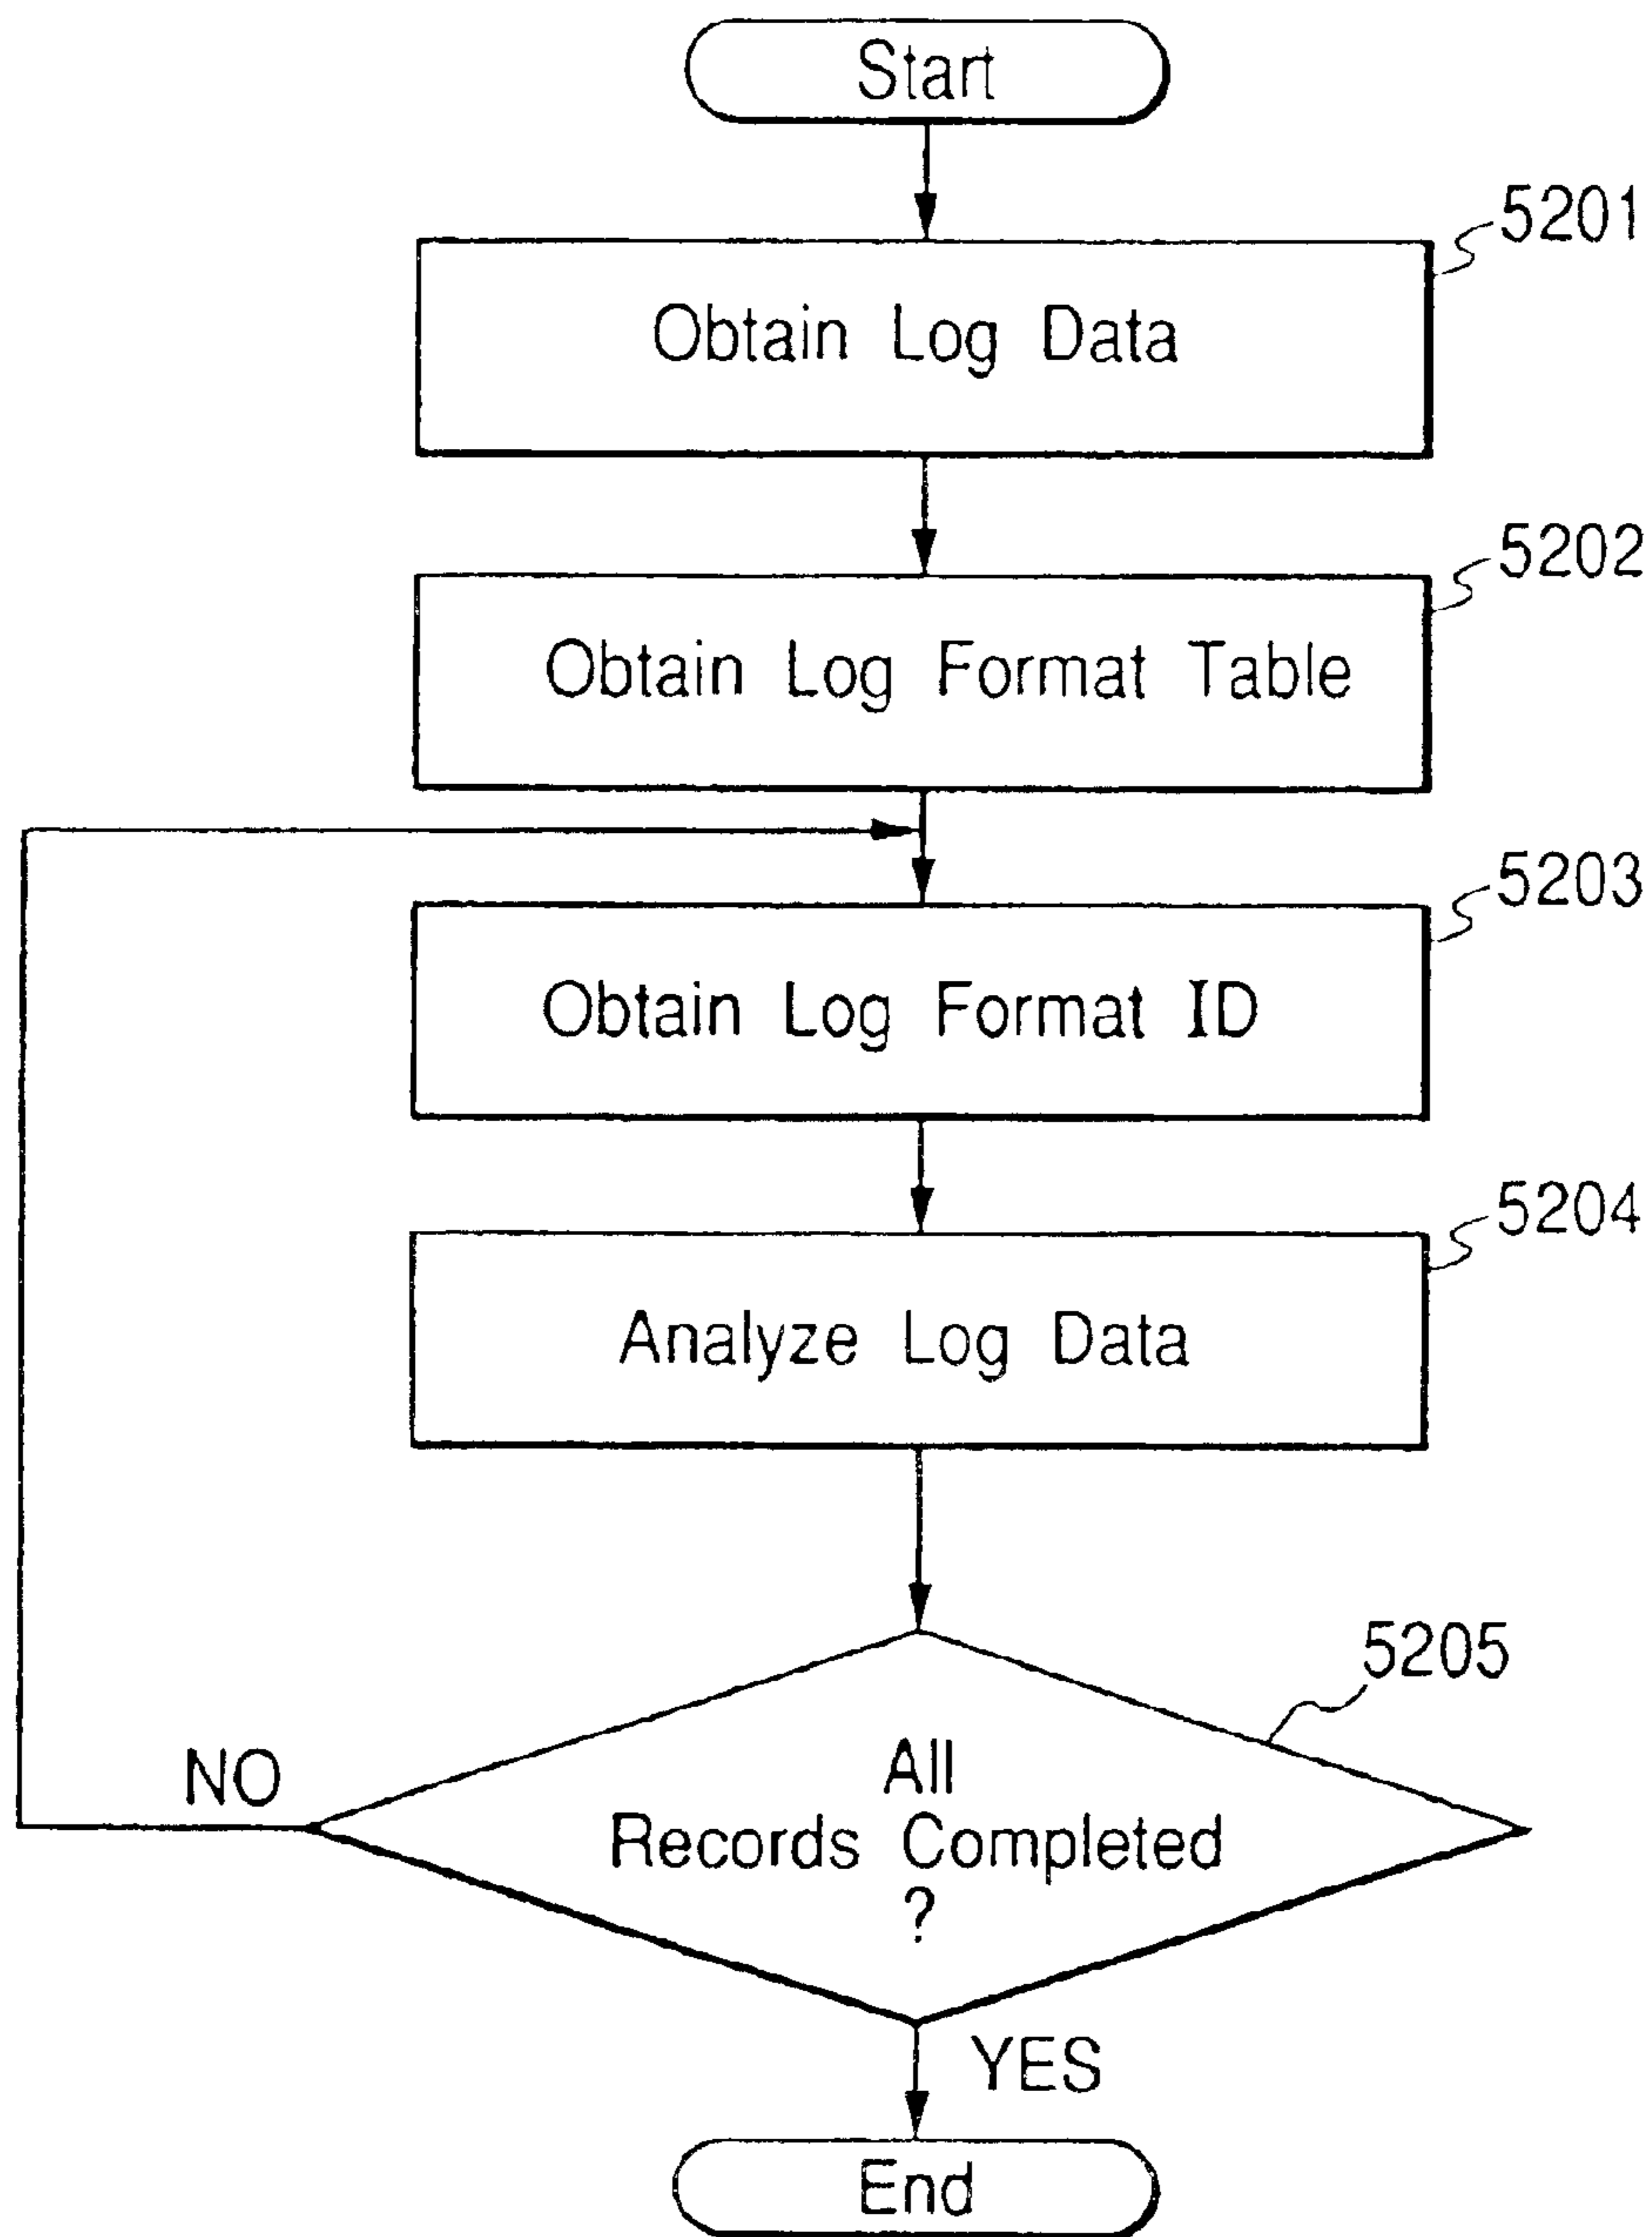 Start
5201
Obtain Log Data
5202
Obtain Log Format Table
5203
Obtain Log Format ID
5204
Analyze Log Data
5205
All
Records Completed
?
NO
YES
End